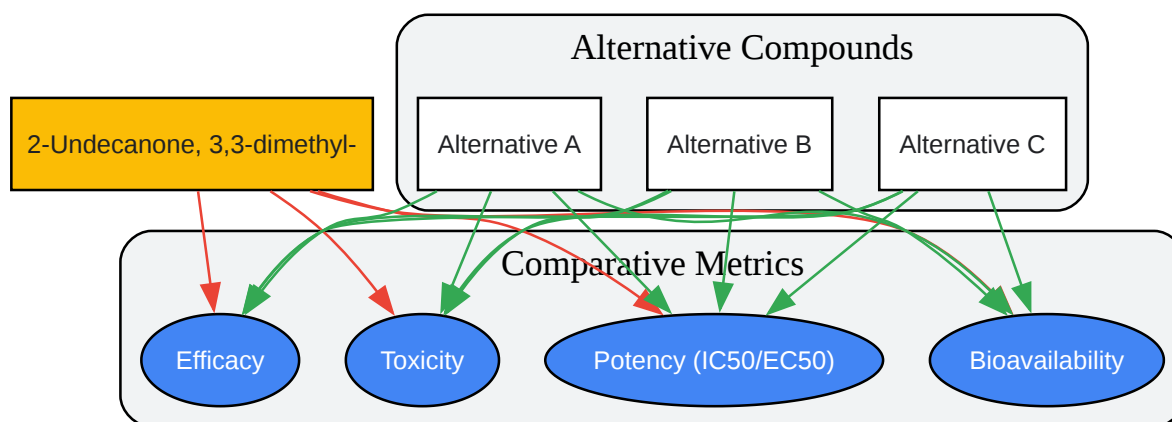 Alternative Compounds
2-Undecanone, 3,3-dimethyl-
Alternative A
Alternative B
Alternative C
Comparative Metrics
Efficacy
Toxicity
Potency (IC50/EC50)
Bioavailability